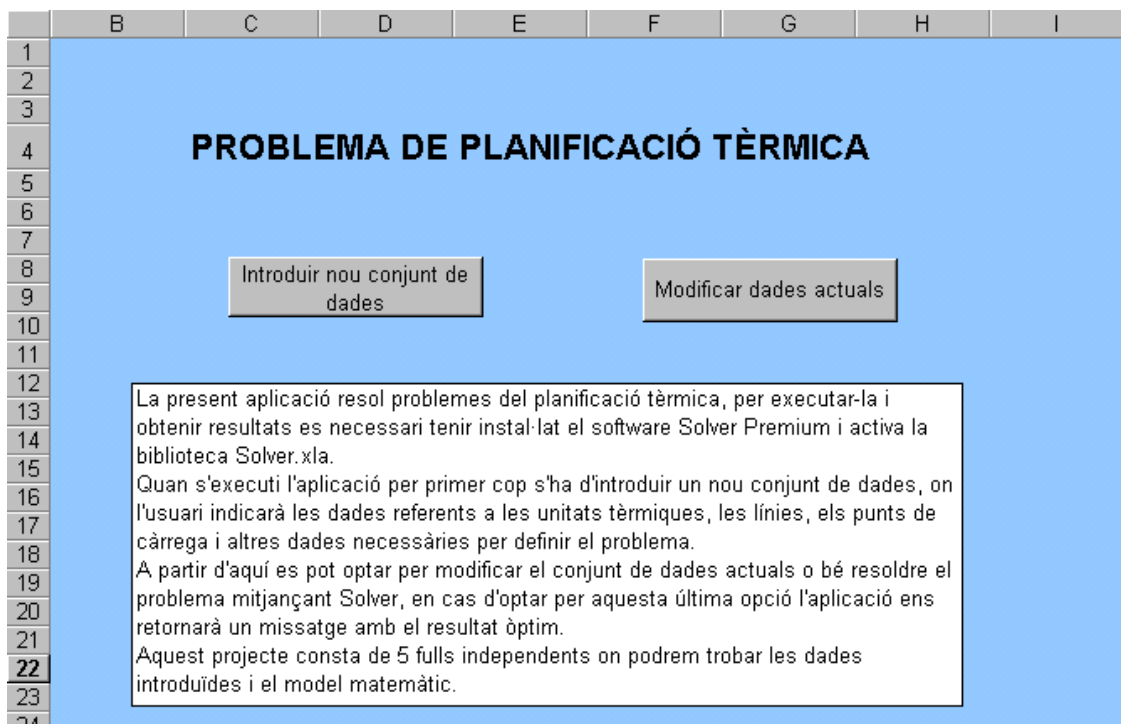 B C D E F G H I
1
2
3
4 PROBLEMA DE PLANIFICACIÓ TÈRMICA
5
6
7
8
9
10
11
Introduir nou conjunt de
dades
Modificar dades actuals
12
13
14
15
16
17
18
19
20
21
22
23
24
La present aplicació resol problemes del planificació tèrmica, per executar-la i
obtenir resultats es necessari tenir instal·lat el software Solver Premium i activa la
biblioteca Solver.xla.
Quan s'executi l'aplicació per primer cop s'ha d'introduir un nou conjunt de dades, on
l'usuari indicarà les dades referents a les unitats tèrmiques, les línies, els punts de
càrrega i altres dades necessàries per definir el problema.
A partir d'aquí es pot optar per modificar el conjunt de dades actuals o bé resoldre el
problema mitjançant Solver, en cas d'optar per aquesta última opció l'aplicació ens
retornarà un missatge amb el resultat òptim.
Aquest projecte consta de 5 fulls independents on podrem trobar les dades
introduïdes i el model matemàtic.